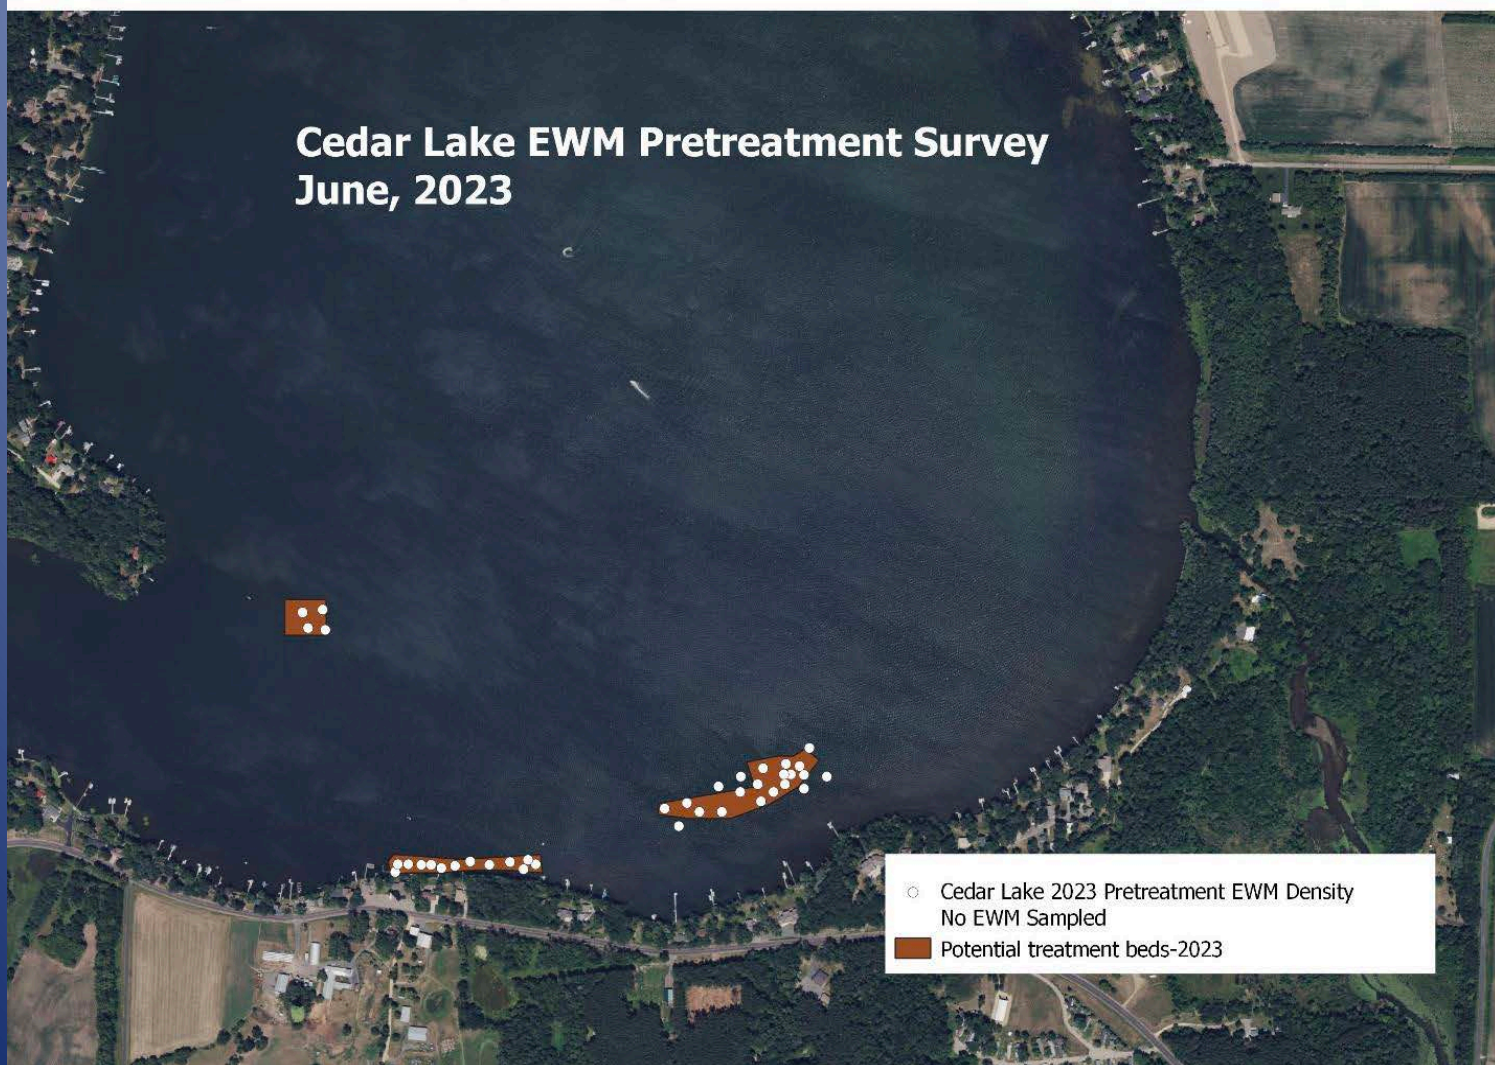 Cedar Lake EWM Pretreatment Survey
June, 2023
Cedar Lake 2023 Pretreatment EWM Density
No EWM Sampled
Potential treatment beds-2023